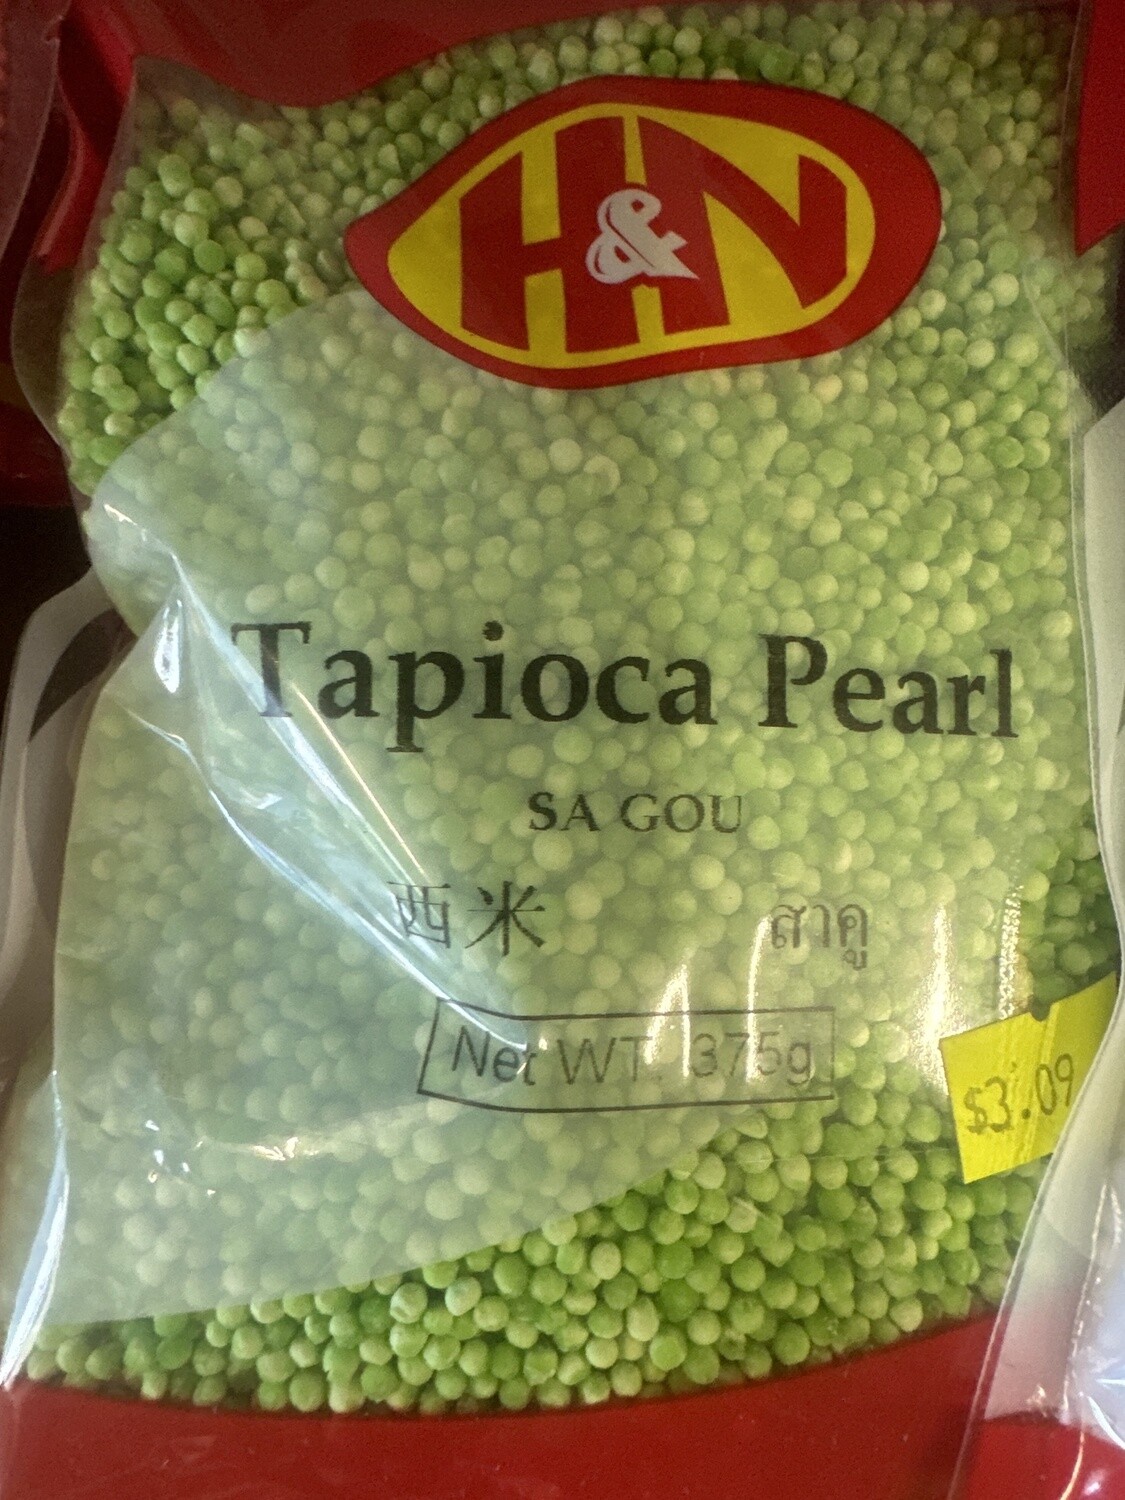 H&N
Tapioca Pearl
SA GOU
西米 สาคู
Net WT. 375g
$3.09